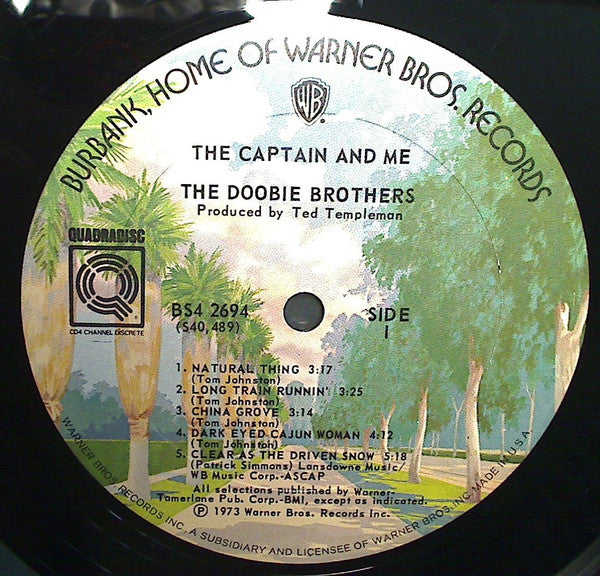 BURBANK, HOME OF WARNER BROS. RECORDS
WB
THE CAPTAIN AND ME
THE DOOBIE BROTHERS
Produced by Ted Templeman
QUADRADISC
CD-4 CHANNEL DISCRETE
BS4 2694
(S40, 489)
SIDE
1
1. NATURAL THING 3:17
(Tom Johnston)
2. LONG TRAIN RUNNIN' 3:25
(Tom Johnston)
3. CHINA GROVE 3:14
(Tom Johnston)
4. DARK EYED CAJUN WOMAN 4:12
(Tom Johnston)
5. CLEAR AS THE DRIVEN SNOW 5:18
(Patrick Simmons) Lansdowne Music/
WB Music Corp.-ASCAP
All selections published by Warner-
Tamerlane Pub. Corp.-BMI, except as indicated.
℗ 1973 Warner Bros. Records Inc.
WARNER BROS. RECORDS INC., A SUBSIDIARY AND LICENSEE OF WARNER BROS. INC. MADE IN U.S.A.